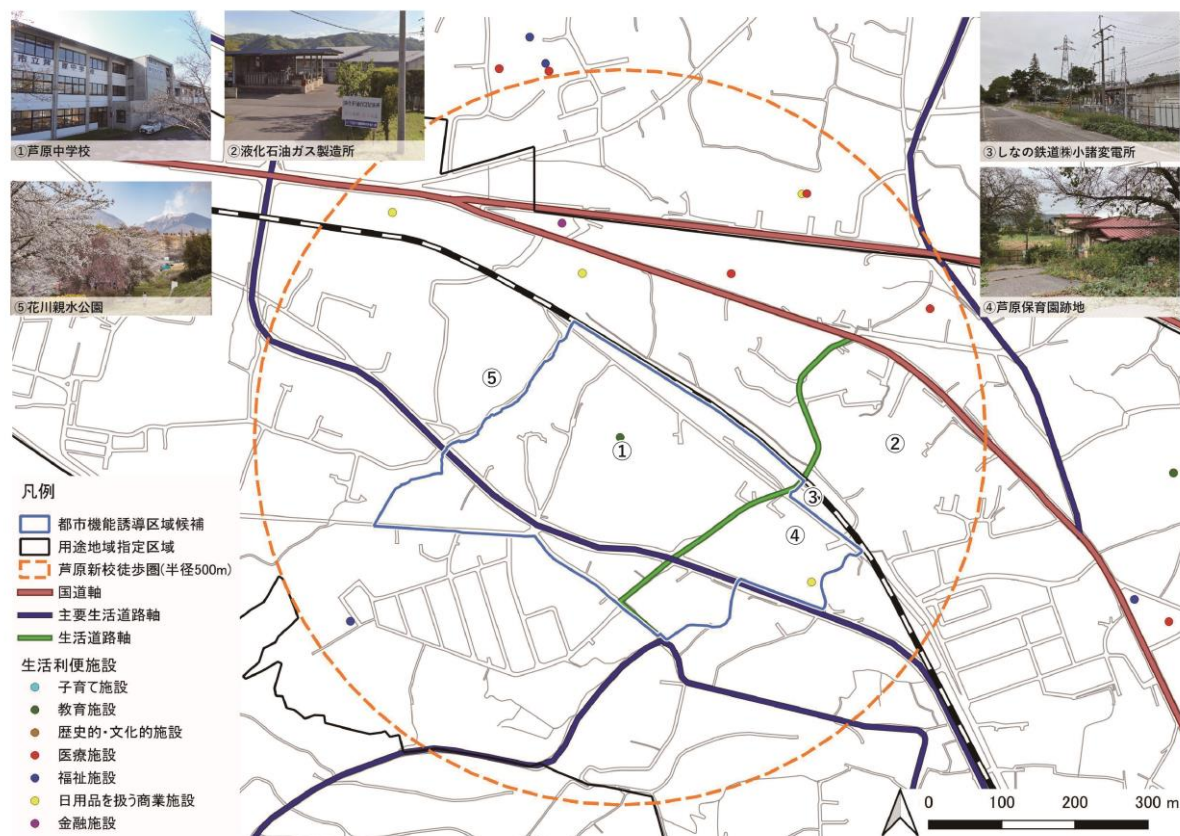 ①芦原中学校
②液化石油ガス製造所
③しなの鉄道㈱小諸変電所
⑤花川親水公園
④芦原保育園跡地
⑤
①
②
③
④
凡例
都市機能誘導区域候補
用途地域指定区域
芦原新校徒歩圏(半径500m)
国道軸
主要生活道路軸
生活道路軸
生活利便施設
子育て施設
教育施設
歴史的・文化的施設
医療施設
福祉施設
日用品を扱う商業施設
金融施設
0 100 200 300 m